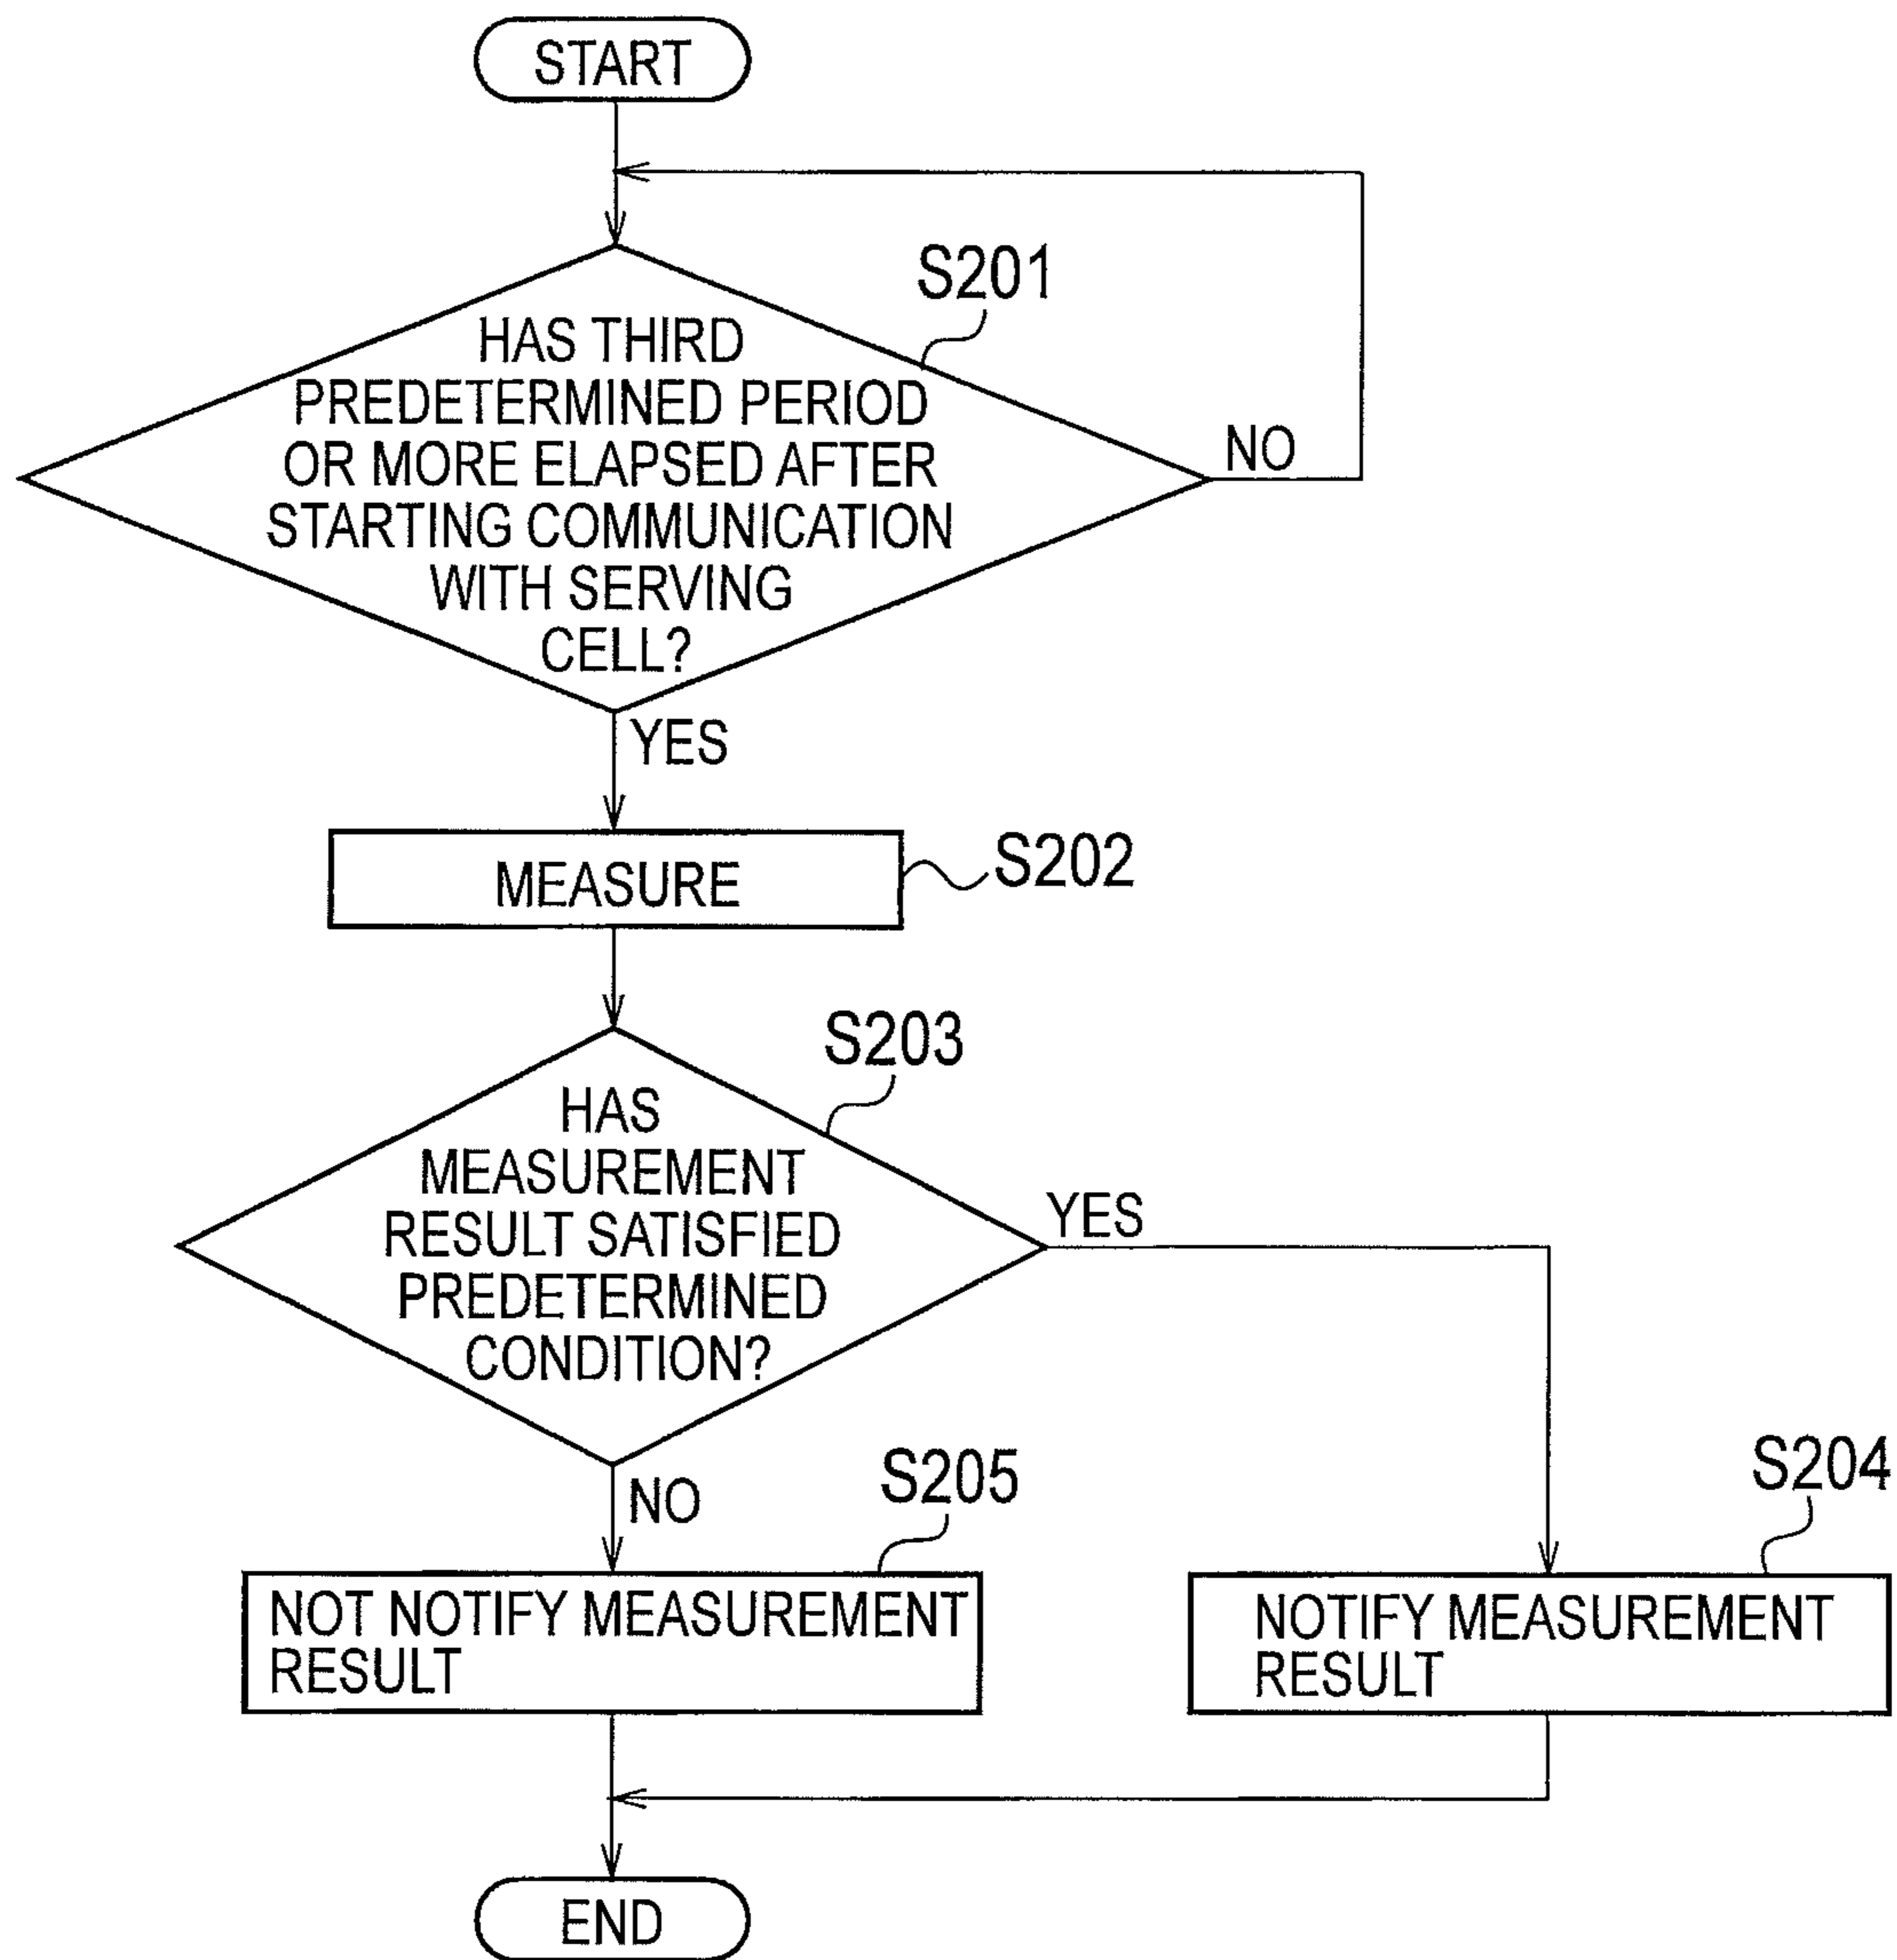 START
S201
HAS THIRD
PREDETERMINED PERIOD
OR MORE ELAPSED AFTER
STARTING COMMUNICATION
WITH SERVING
CELL?
NO
YES
MEASURE
S202
S203
HAS
MEASUREMENT
RESULT SATISFIED
PREDETERMINED
CONDITION?
YES
NO
S205
S204
NOT NOTIFY MEASUREMENT
RESULT
NOTIFY MEASUREMENT
RESULT
END